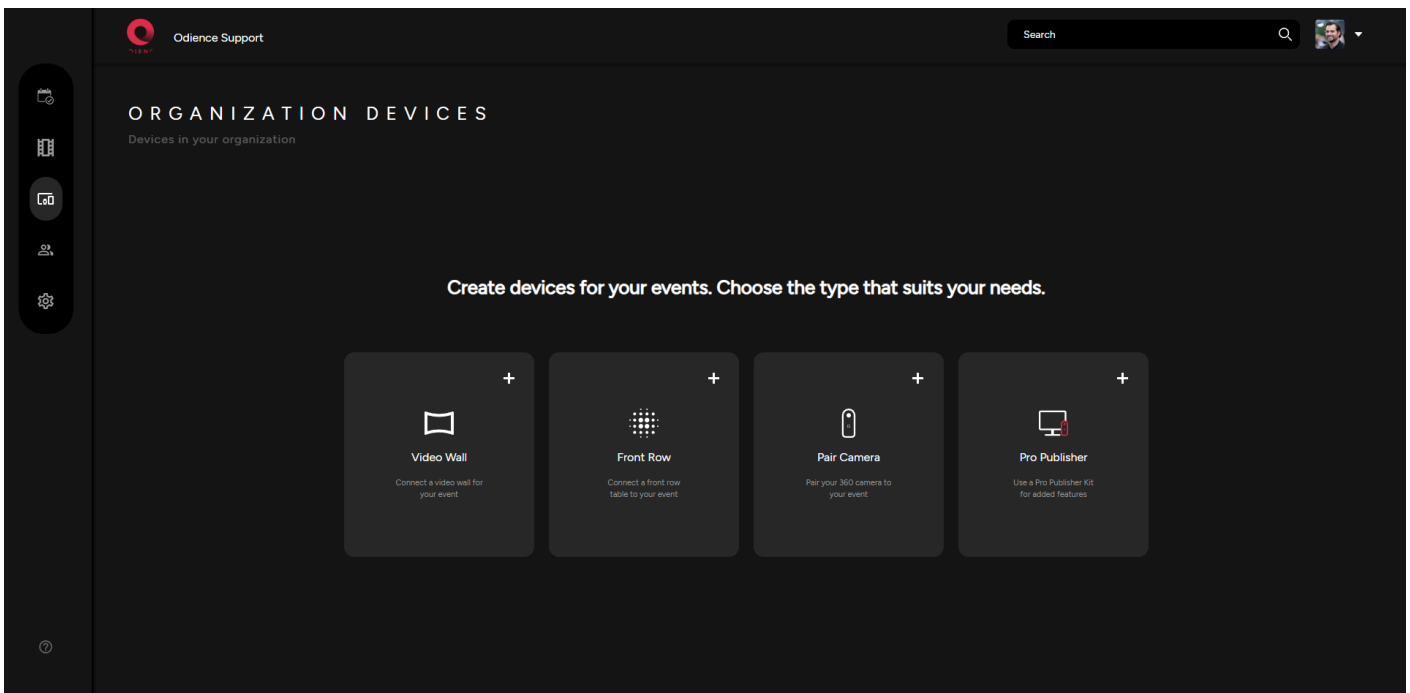 Odience Support
Search
ORGANIZATION DEVICES
Devices in your organization
Create devices for your events. Choose the type that suits your needs.
Video Wall
Connect a video wall for
your event
Front Row
Connect a front row
table to your event
Pair Camera
Pair your 360 camera to
your event
Pro Publisher
Use a Pro Publisher Kit
for added features